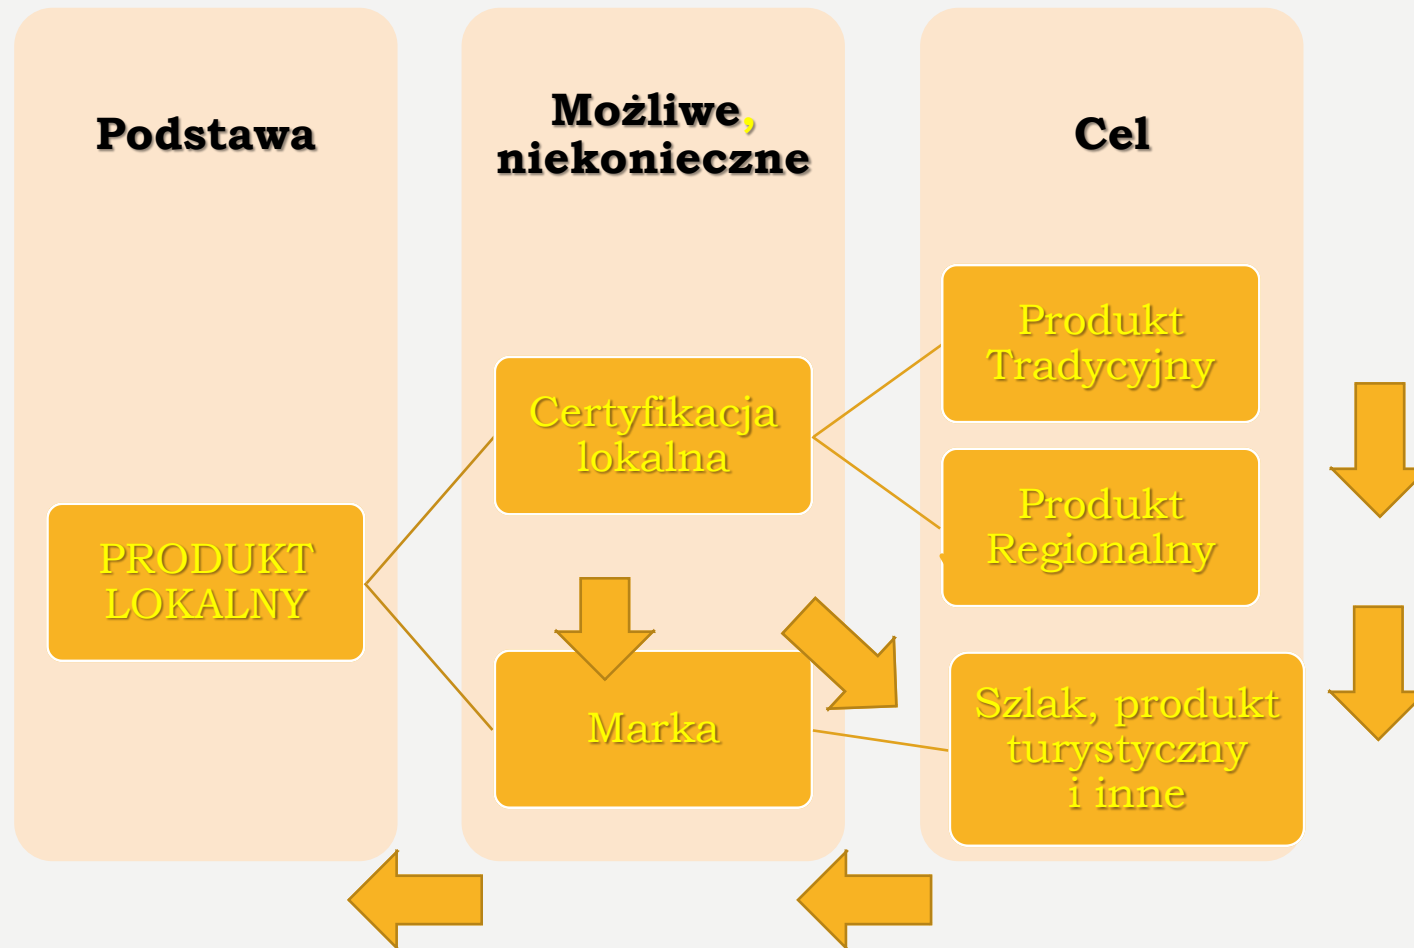 Podstawa
Możliwe,
niekonieczne
Cel
PRODUKT
LOKALNY
Certyfikacja
lokalna
Marka
Produkt
Tradycyjny
Produkt
Regionalny
Szlak, produkt
turystyczny
i inne